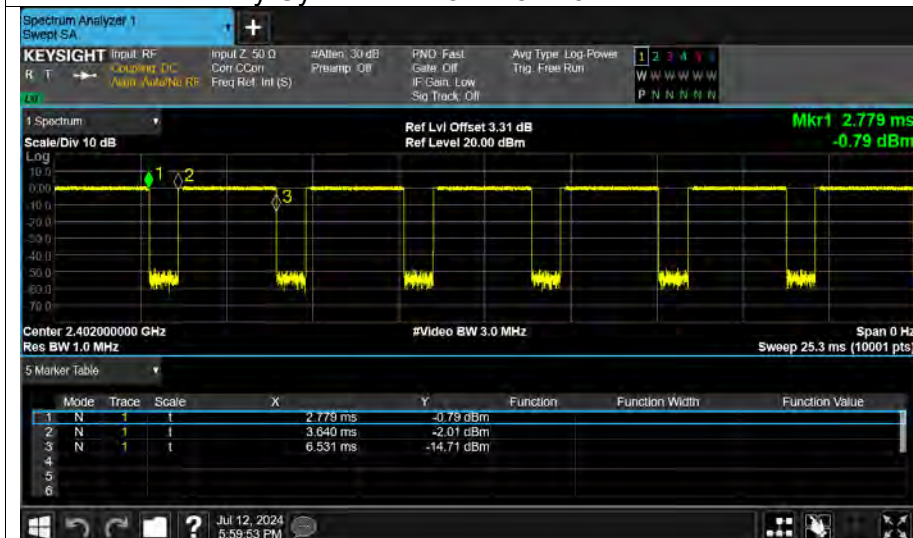 Spectrum Analyzer 1
Swept SA
+
KEYSIGHT Input: RF
R T Coupling: DC
Align: Auto/No RF
LXI
Input Z: 50 Ω
Corr CCorr
Freq Ref: Int (S)
#Atten: 30 dB
Preamp: Off
PNO: Fast
Gate: Off
IF Gain: Low
Sig Track: Off
Avg Type: Log-Power
Trig: Free Run
1 2 3 4 5 6
W W W W W W
P N N N N N
1 Spectrum
Scale/Div 10 dB
Ref Lvl Offset 3.31 dB
Ref Level 20.00 dBm
Mkr1 2.779 ms
-0.79 dBm
Log
10.0
0.00
-10.0
-20.0
-30.0
-40.0
-50.0
-60.0
-70.0
1
2
3
Center 2.402000000 GHz
Res BW 1.0 MHz
#Video BW 3.0 MHz
Span 0 Hz
Sweep 25.3 ms (10001 pts)
5 Marker Table
Mode Trace Scale X Y Function Function Width Function Value
1 N 1 t 2.779 ms -0.79 dBm
2 N 1 t 3.640 ms -2.01 dBm
3 N 1 t 6.531 ms -14.71 dBm
4
5
6
?
Jul 12, 2024
5:59:53 PM